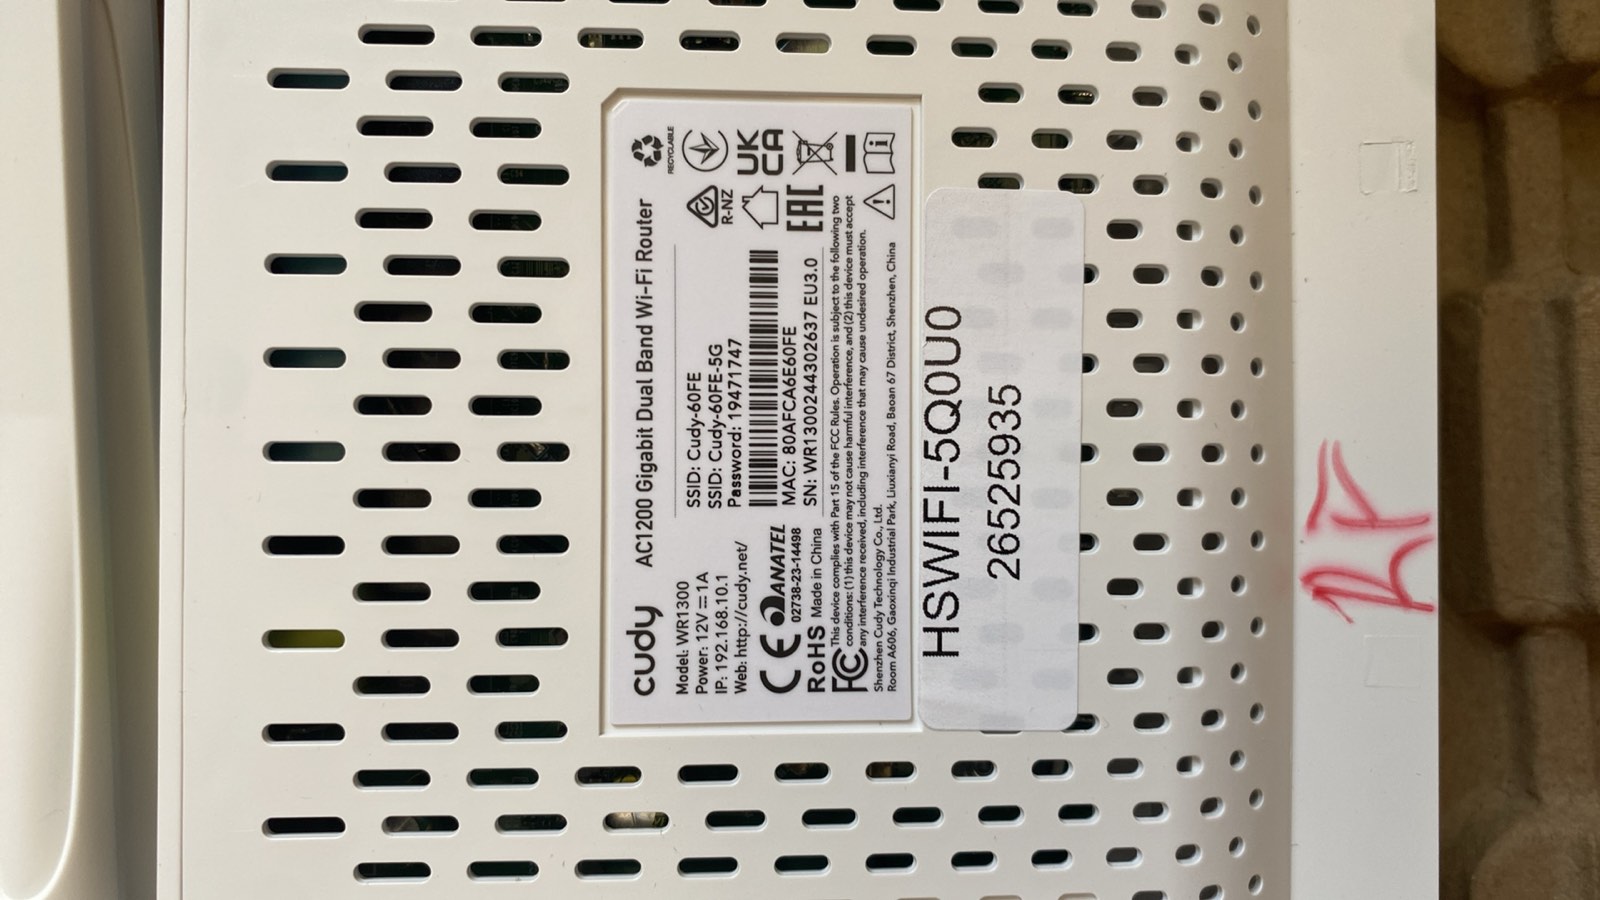 cudy AC1200 Gigabit Dual Band Wi-Fi Router
RECYCLABLE
Model: WR1300
Power: 12V⎓1A
IP: 192.168.10.1
Web: http://cudy.net/
SSID: Cudy-60FE
SSID: Cudy-60FE-5G
Password: 19471747
R-NZ
UK
CA
CE
ANATEL
02738-23-14498
MAC: 80AFCA6E60FE
EAC
RoHS Made in China
SN: WR1300244302637 EU3.0
FC
This device complies with Part 15 of the FCC Rules. Operation is subject to the following two
conditions: (1) this device may not cause harmful interference, and (2) this device must accept
any interference received, including interference that may cause undesired operation.
Shenzhen Cudy Technology Co., Ltd.
Room A606, Gaoxinqi Industrial Park, Liuxianyi Road, Baoan 67 District, Shenzhen, China
HSWIFI-5Q0U0
26525935